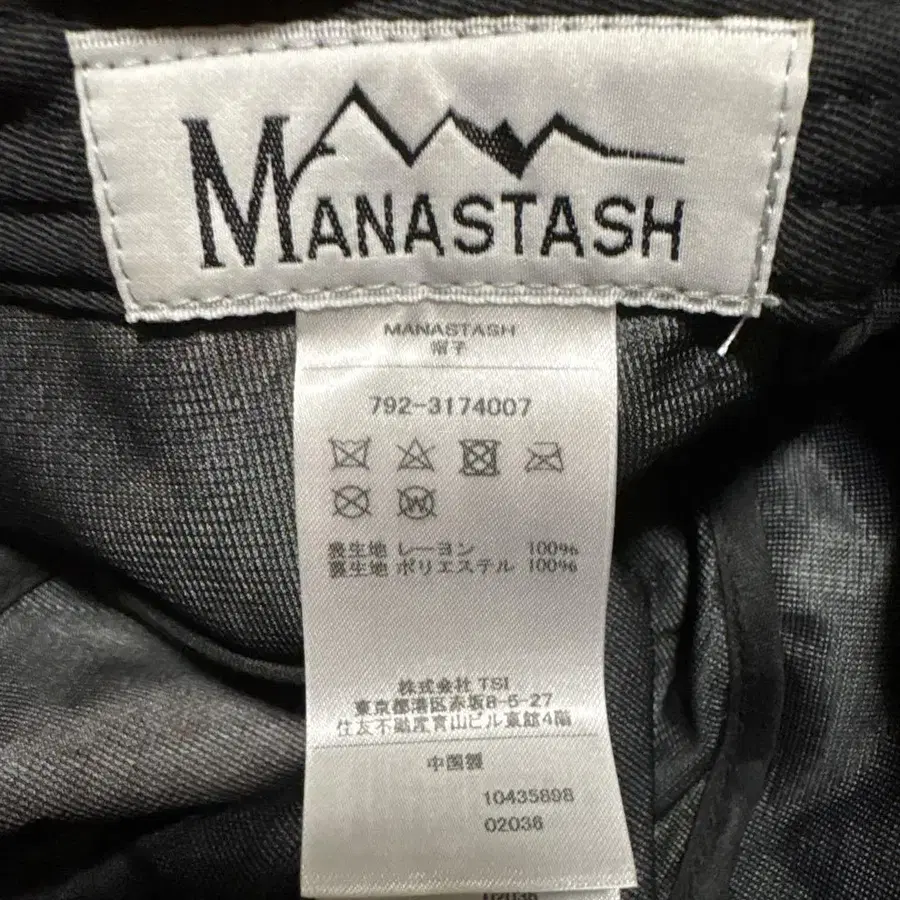 MANASTASH
MANASTASH
帽子
792-3174007
W
表生地 レーヨン 100%
裏生地 ポリエステル 100%
株式会社 TSI
東京都港区赤坂8-5-27
住友不動産青山ビル東館4階
中国製
10435898
02036
02036